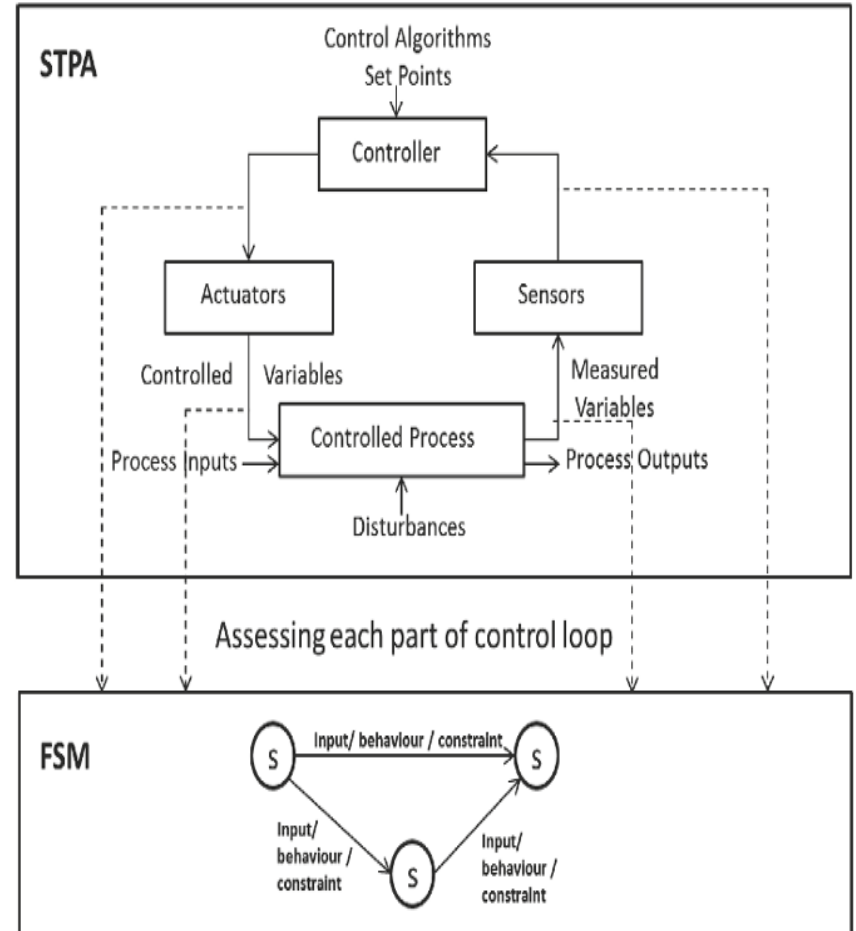 STPA
Control Algorithms
Set Points
Controller
Actuators
Sensors
Controlled Variables
Measured
Variables
Controlled Process
Process Inputs
Process Outputs
Disturbances
Assessing each part of control loop
FSM
S
Input/ behaviour / constraint
S
Input/
behaviour /
constraint
Input/
behaviour /
constraint
S